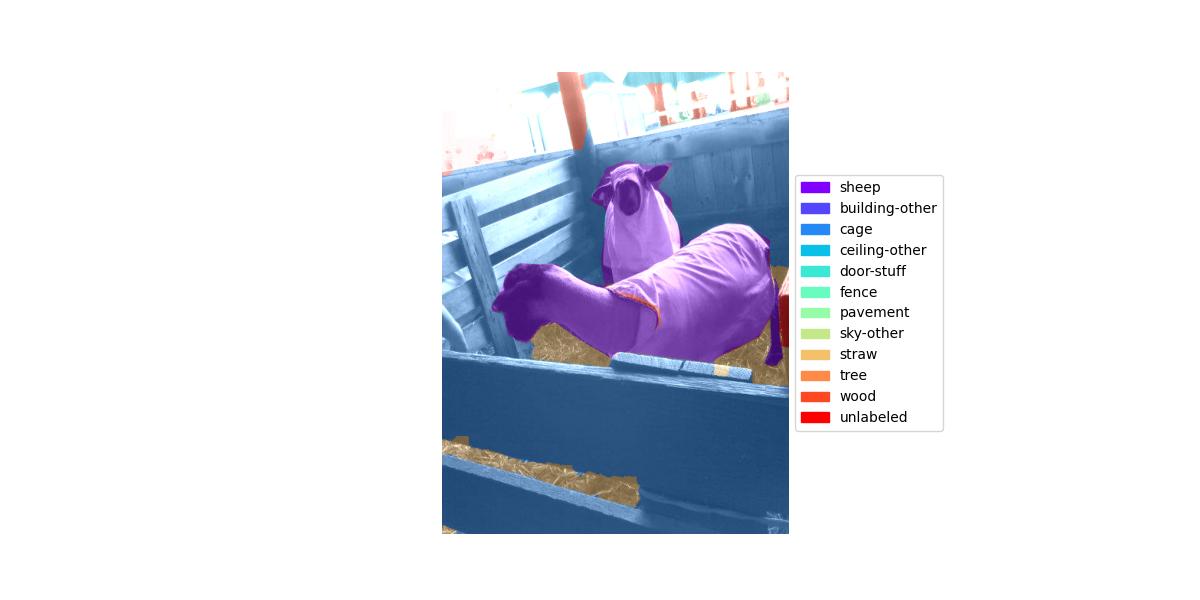 sheep
building-other
cage
ceiling-other
door-stuff
fence
pavement
sky-other
straw
tree
wood
unlabeled